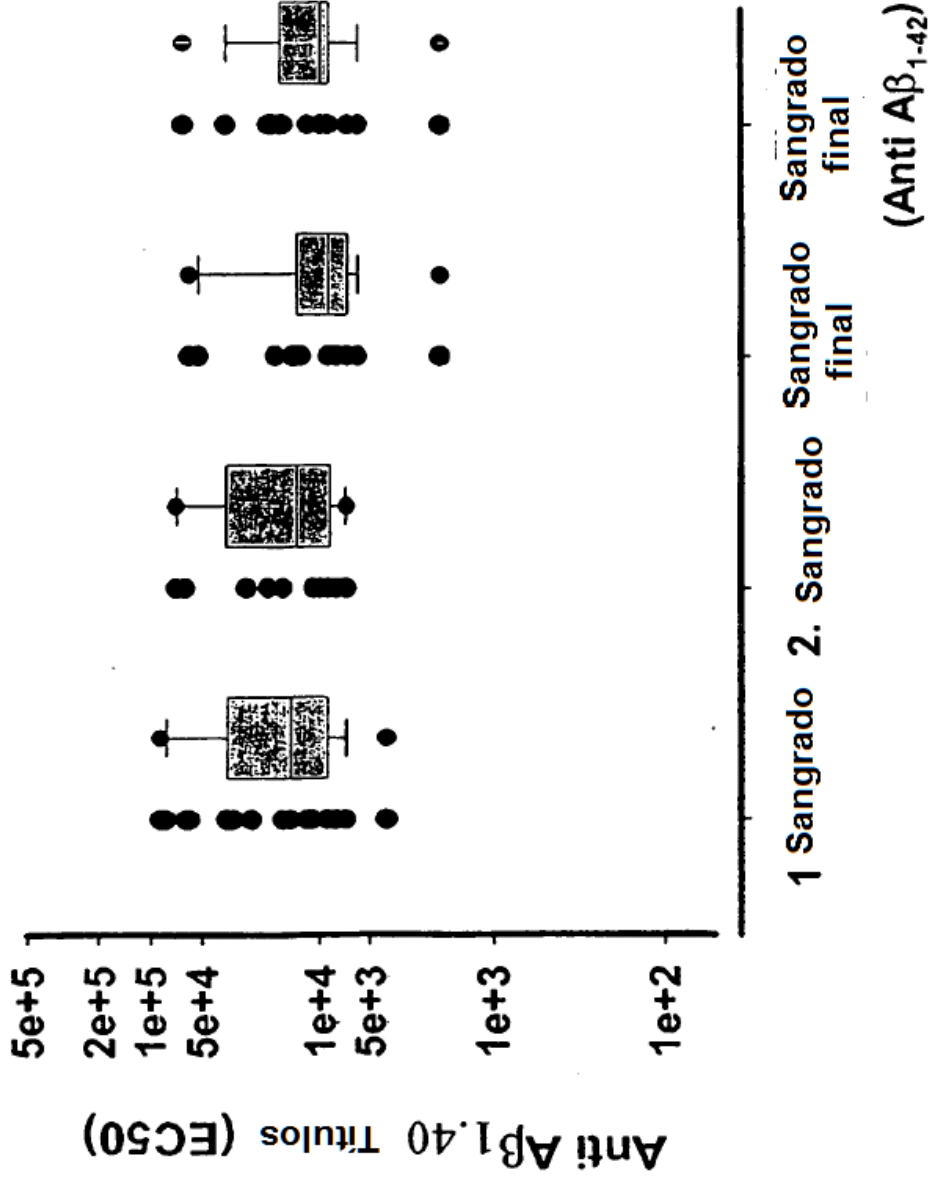 Anti Aβ1.40 Títulos (EC50)
5e+5
2e+5
1e+5
5e+4
1e+4
5e+3
1e+3
1e+2
1 Sangrado
2. Sangrado
Sangrado
final
Sangrado
final
(Anti Aβ1-42)